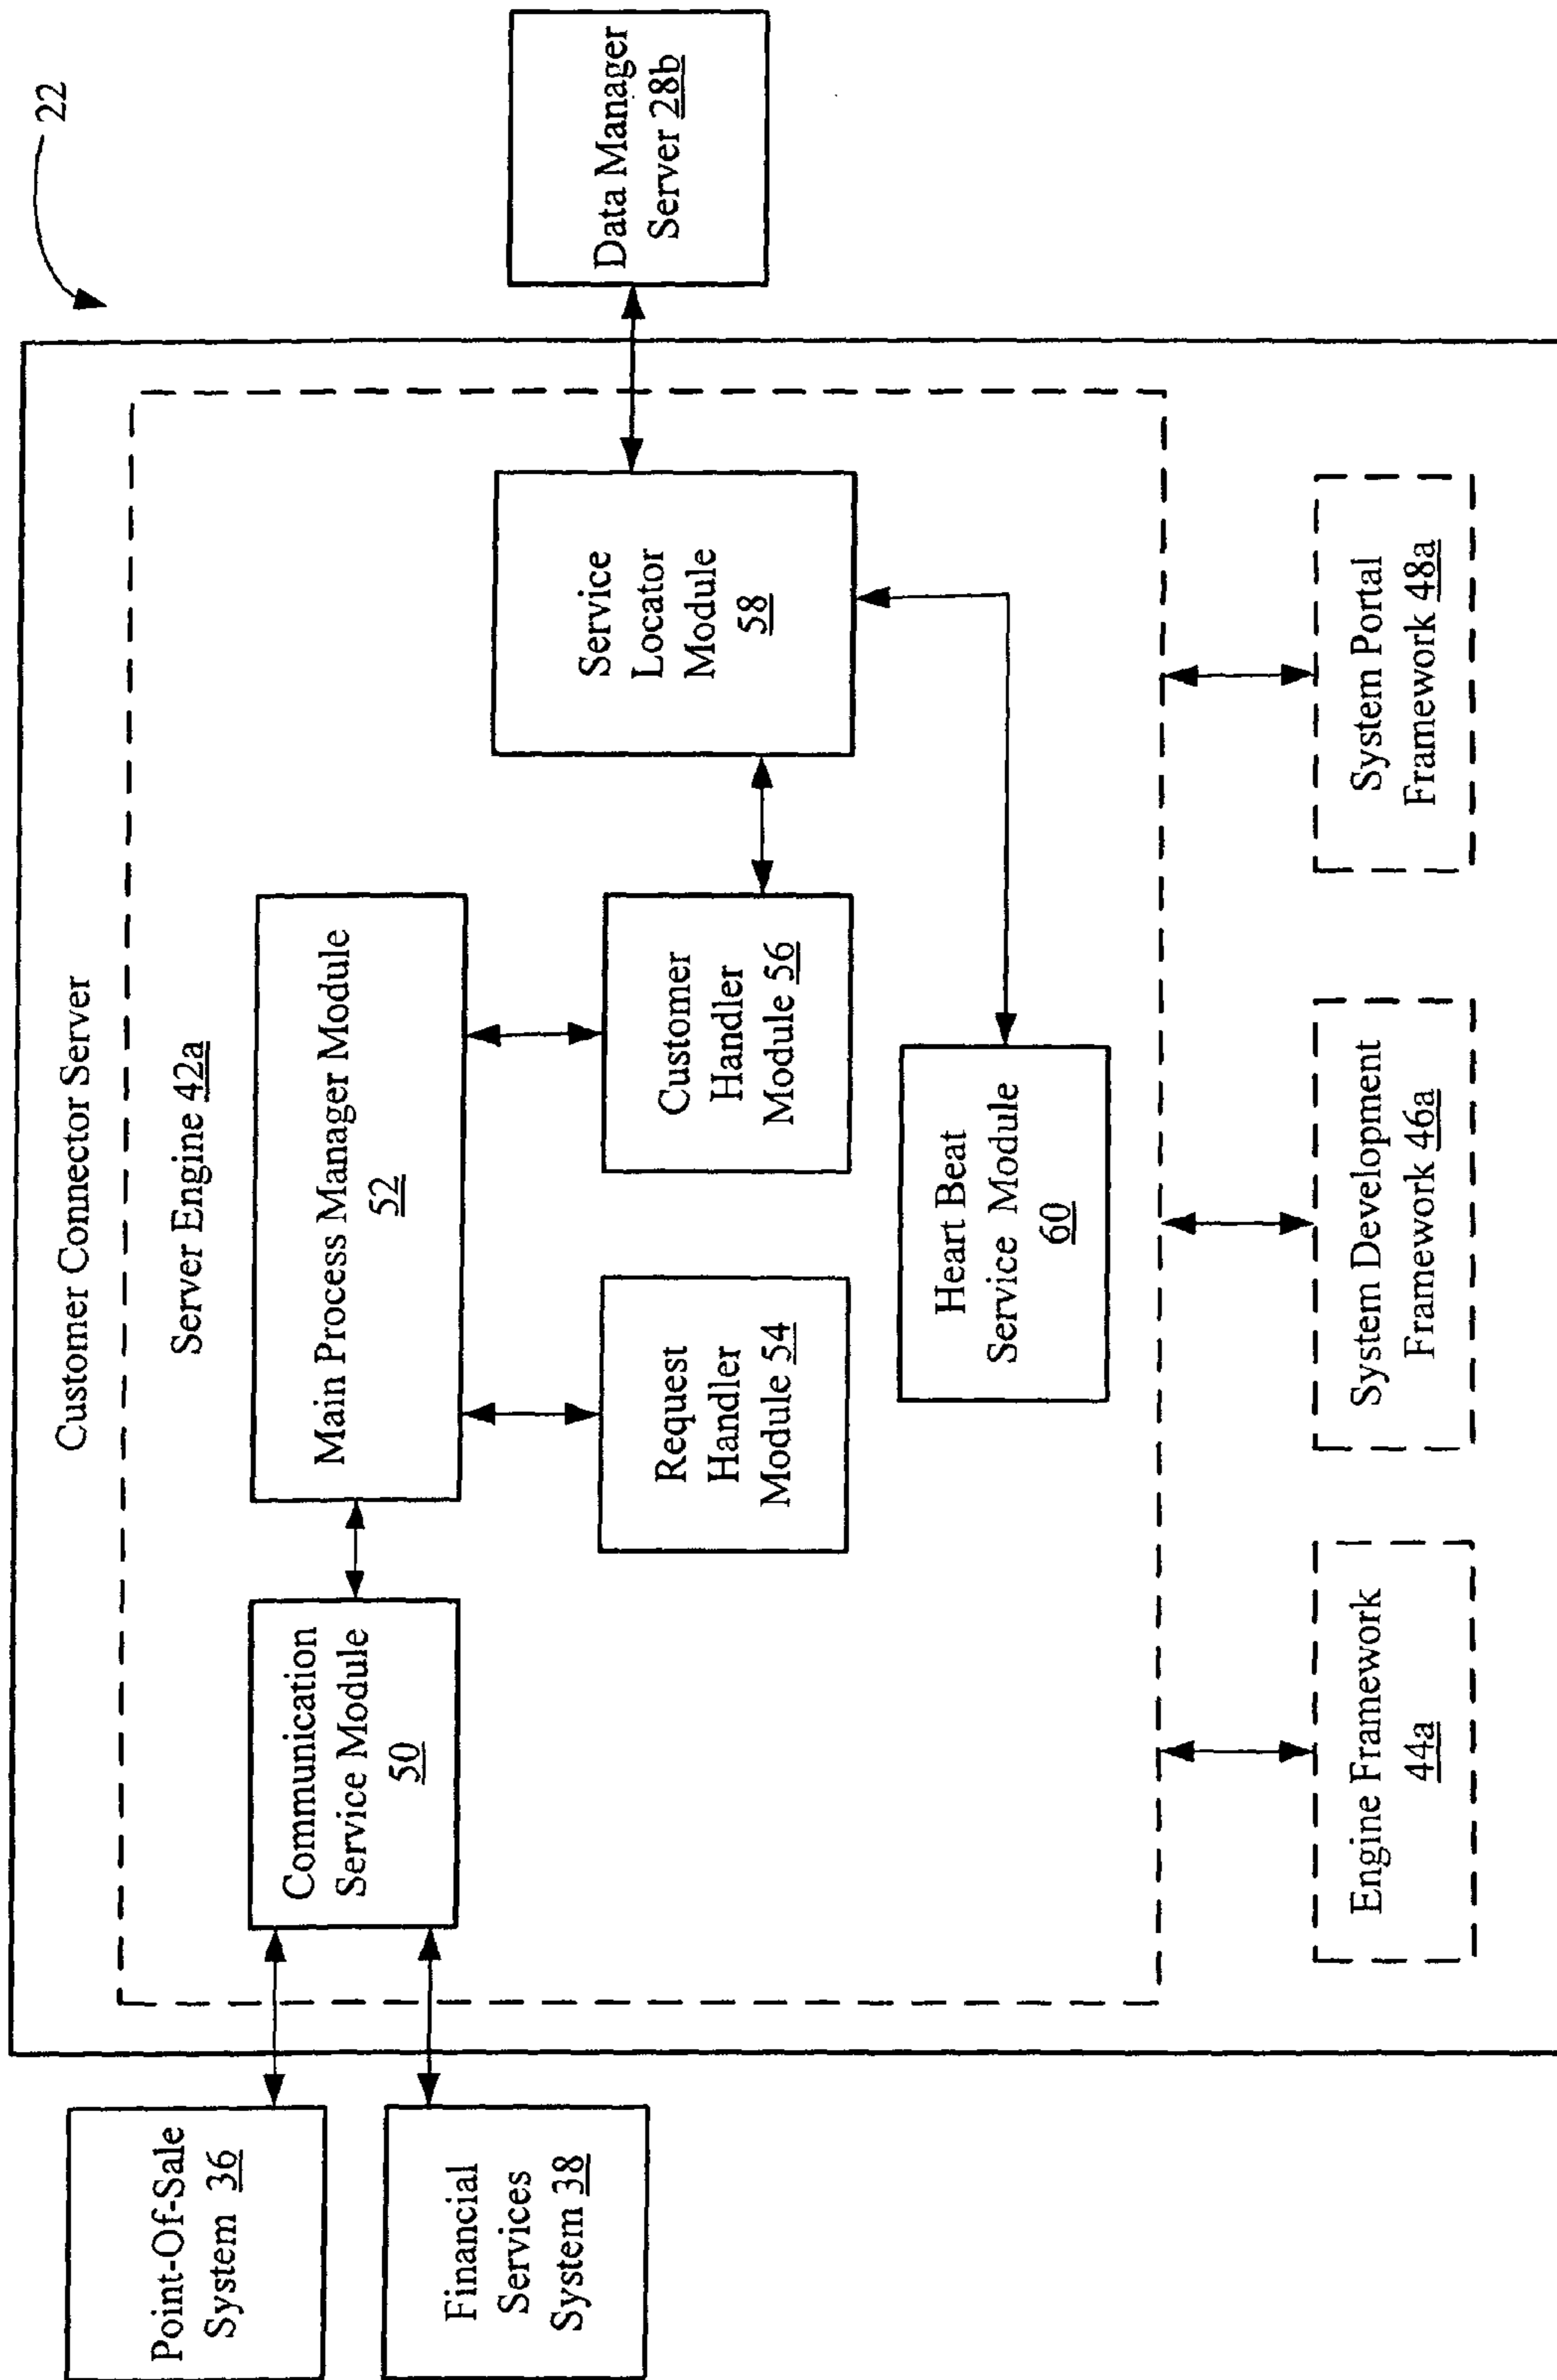 22
Customer Connector Server
Server Engine 42a
Point-Of-Sale
System 36
Financial
Services
System 38
Communication
Service Module
50
Main Process Manager Module
52
Request
Handler
Module 54
Customer
Handler
Module 56
Service
Locator
Module
58
Data Manager
Server 28b
Heart Beat
Service Module
60
Engine Framework
44a
System Development
Framework 46a
System Portal
Framework 48a